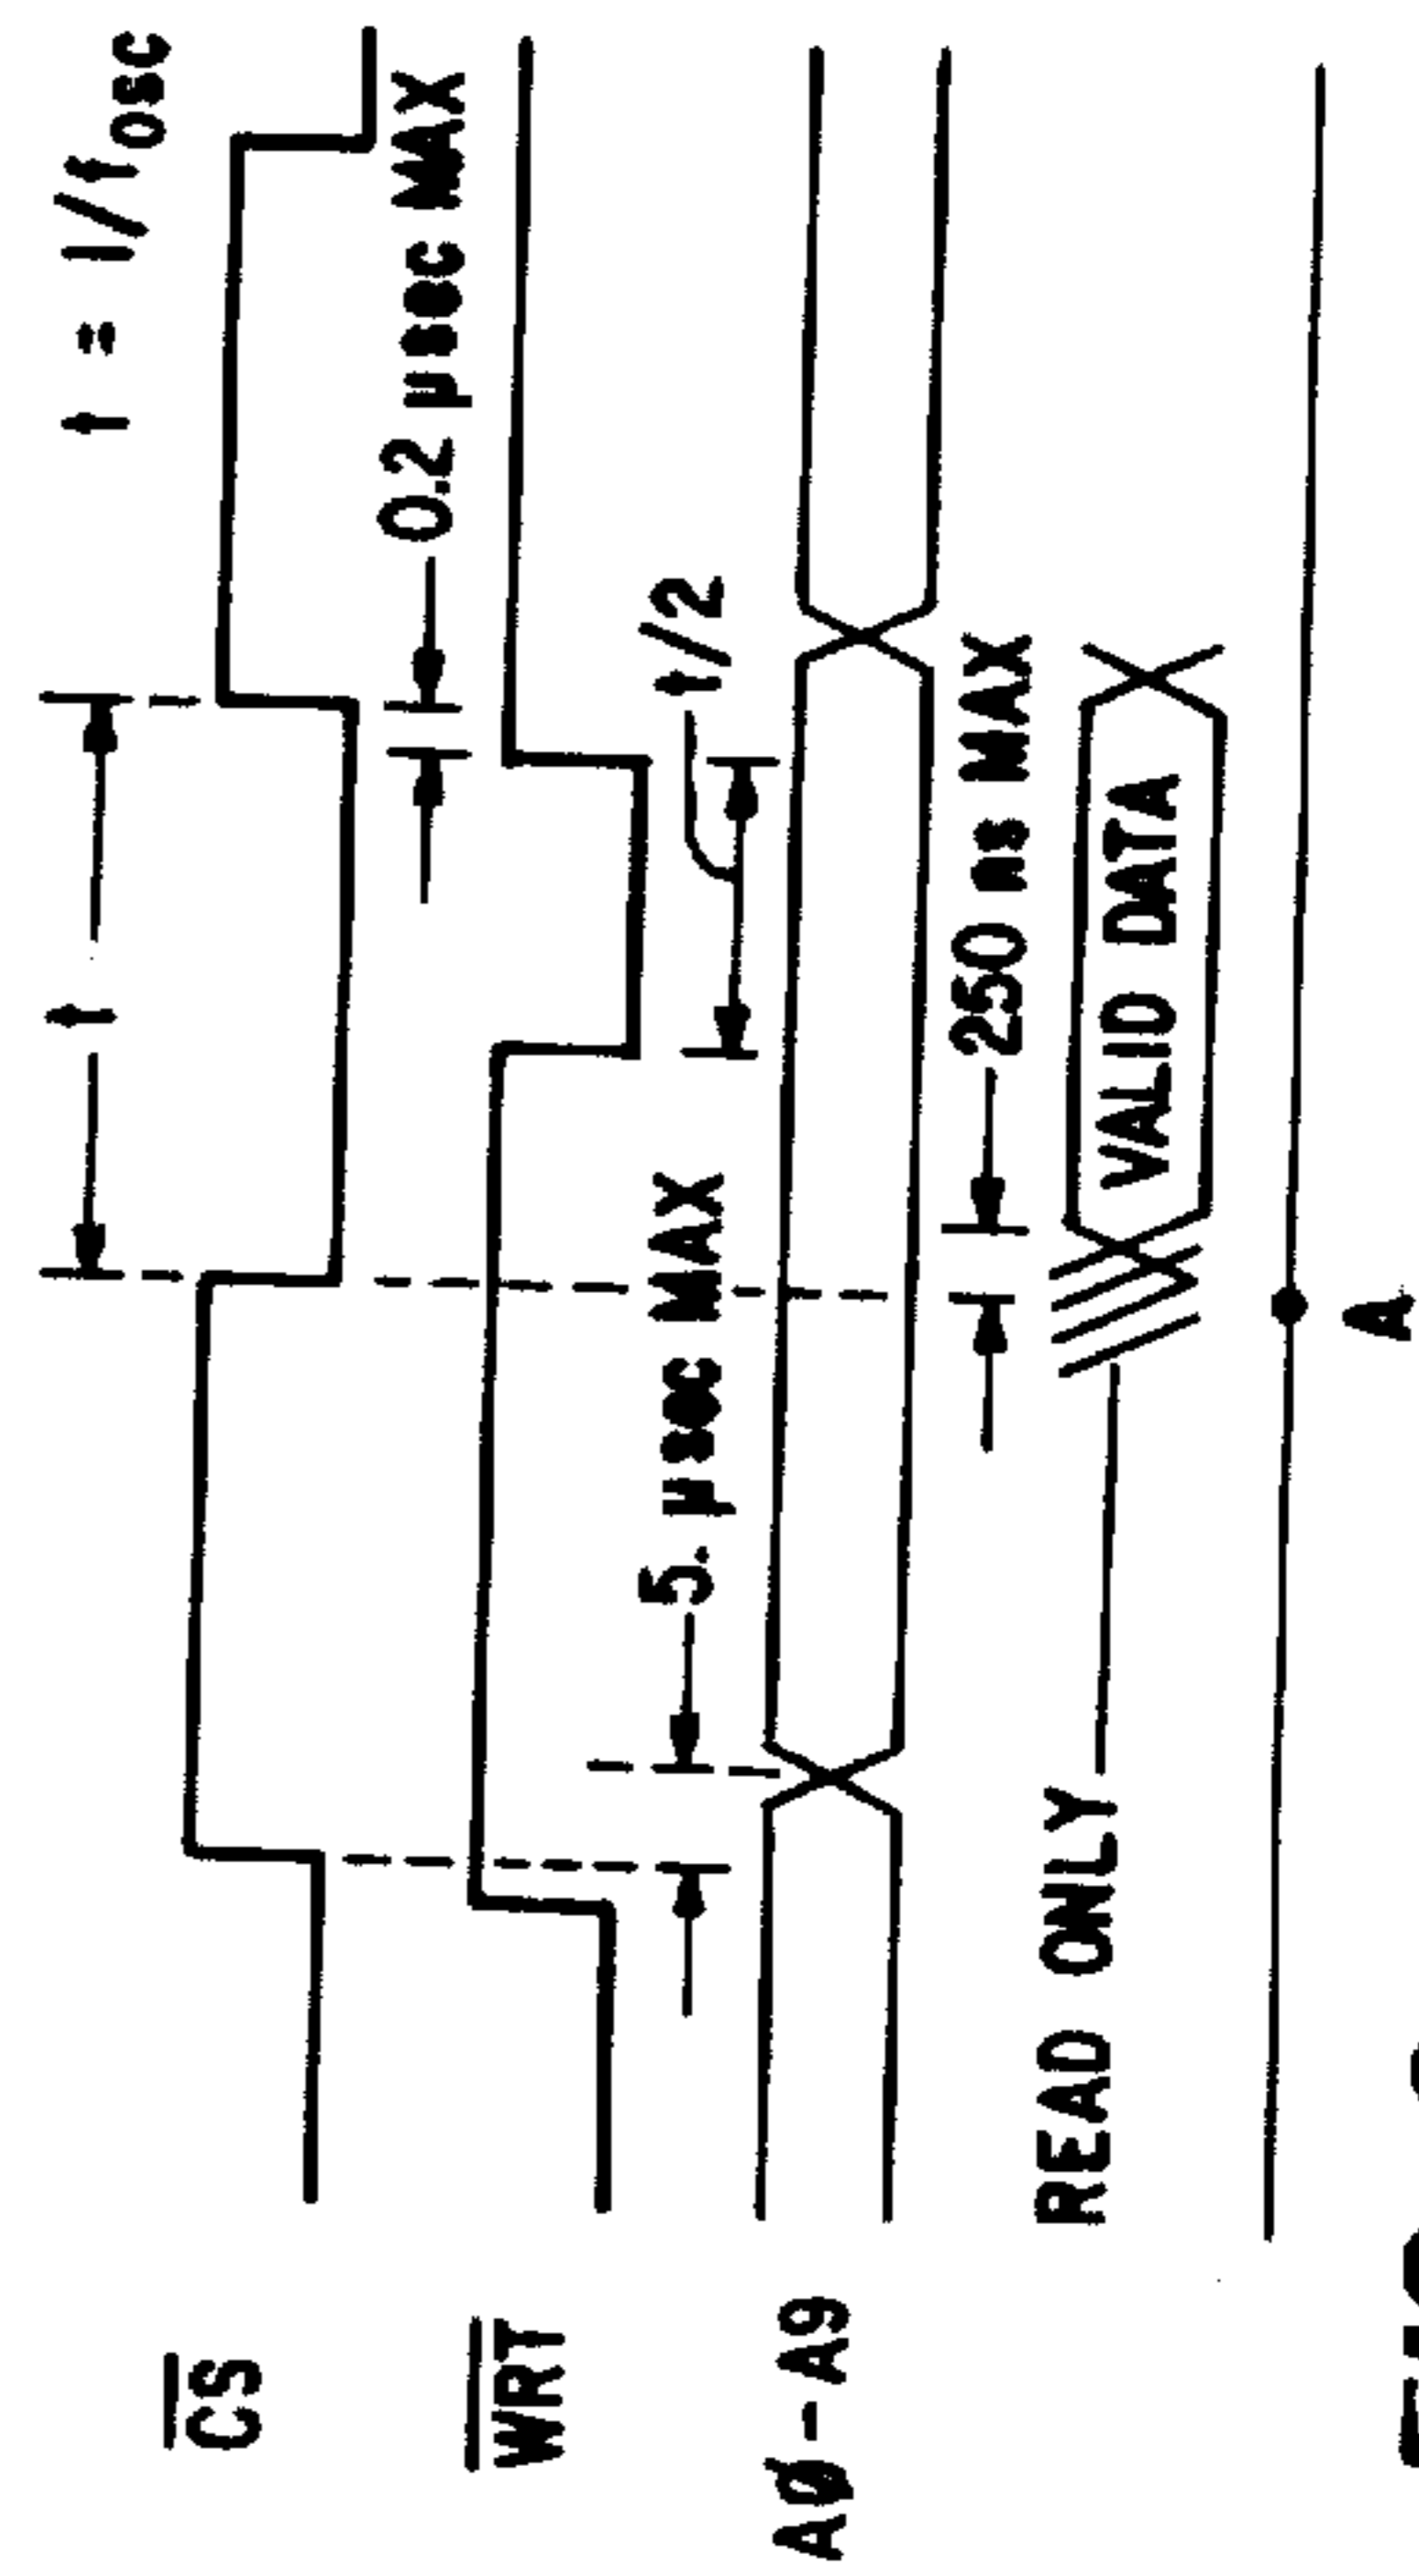 t = 1/fosc
t
CS
0.2 µsec MAX
WRT
t/2
5. µsec MAX
AØ-A9
250 ns MAX
VALID DATA
READ ONLY
A